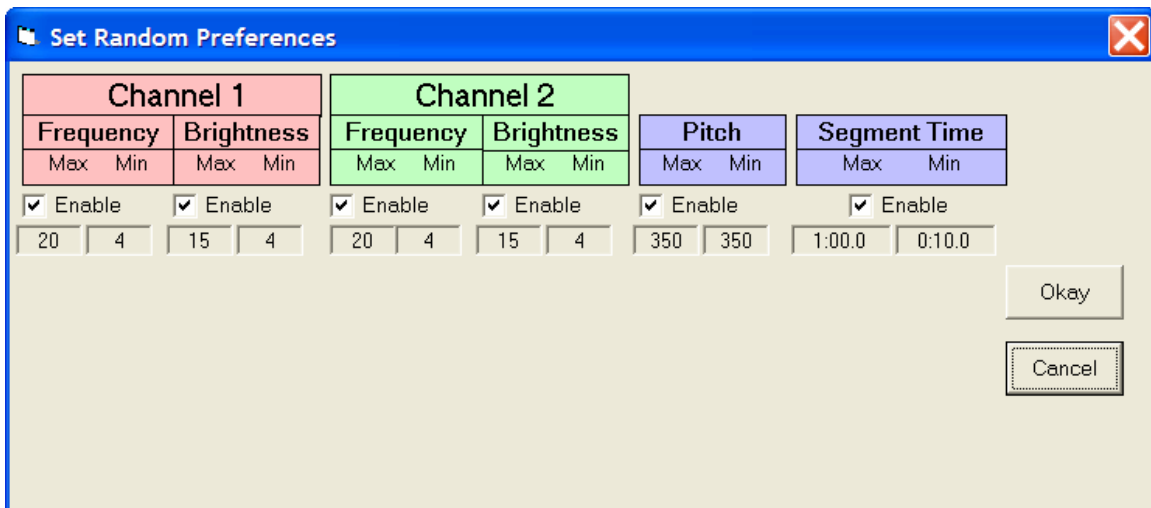 Set Random Preferences
Channel 1 Channel 2
Frequency Brightness Frequency Brightness Pitch Segment Time
Max Min Max Min Max Min Max Min Max Min Max Min
Enable Enable Enable Enable Enable Enable
20 4 15 4 20 4 15 4 350 350 1:00.0 0:10.0
Okay
Cancel